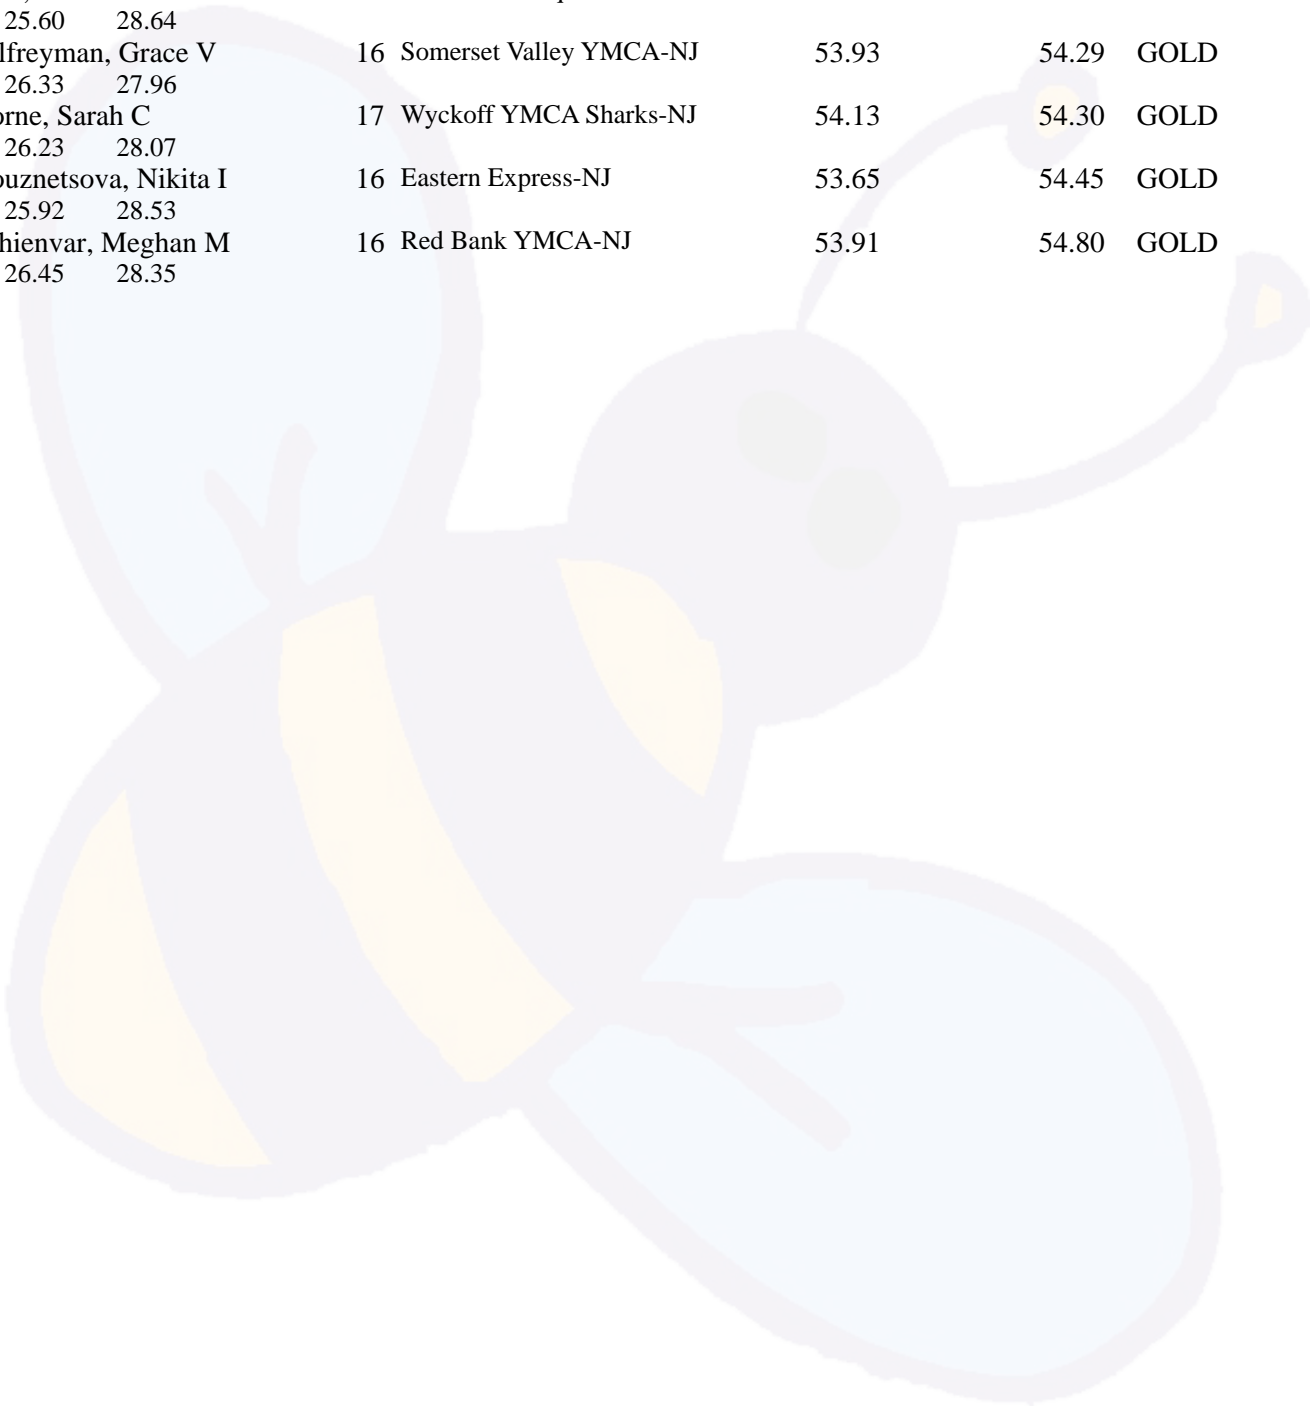 25.60 28.64
lfreyman, Grace V 16 Somerset Valley YMCA-NJ 53.93 54.29 GOLD
26.33 27.96
orne, Sarah C 17 Wyckoff YMCA Sharks-NJ 54.13 54.30 GOLD
26.23 28.07
ouznetsova, Nikita I 16 Eastern Express-NJ 53.65 54.45 GOLD
25.92 28.53
hienvar, Meghan M 16 Red Bank YMCA-NJ 53.91 54.80 GOLD
26.45 28.35